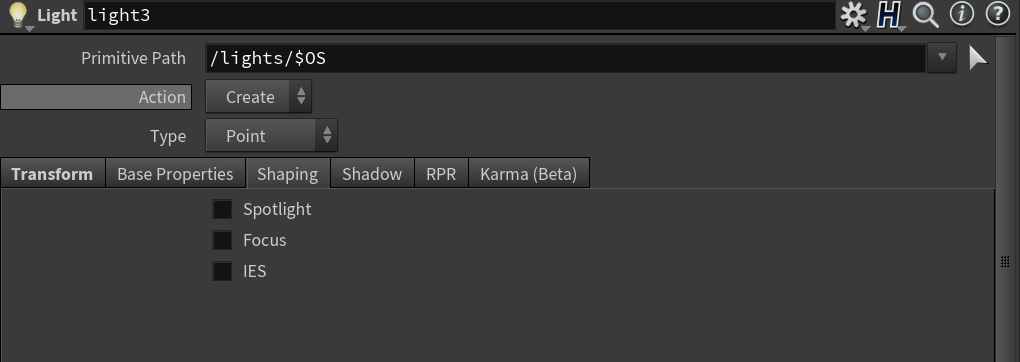 Light light3
Primitive Path /lights/$OS
Action Create
Type Point
Transform Base Properties Shaping Shadow RPR Karma (Beta)
Spotlight
Focus
IES